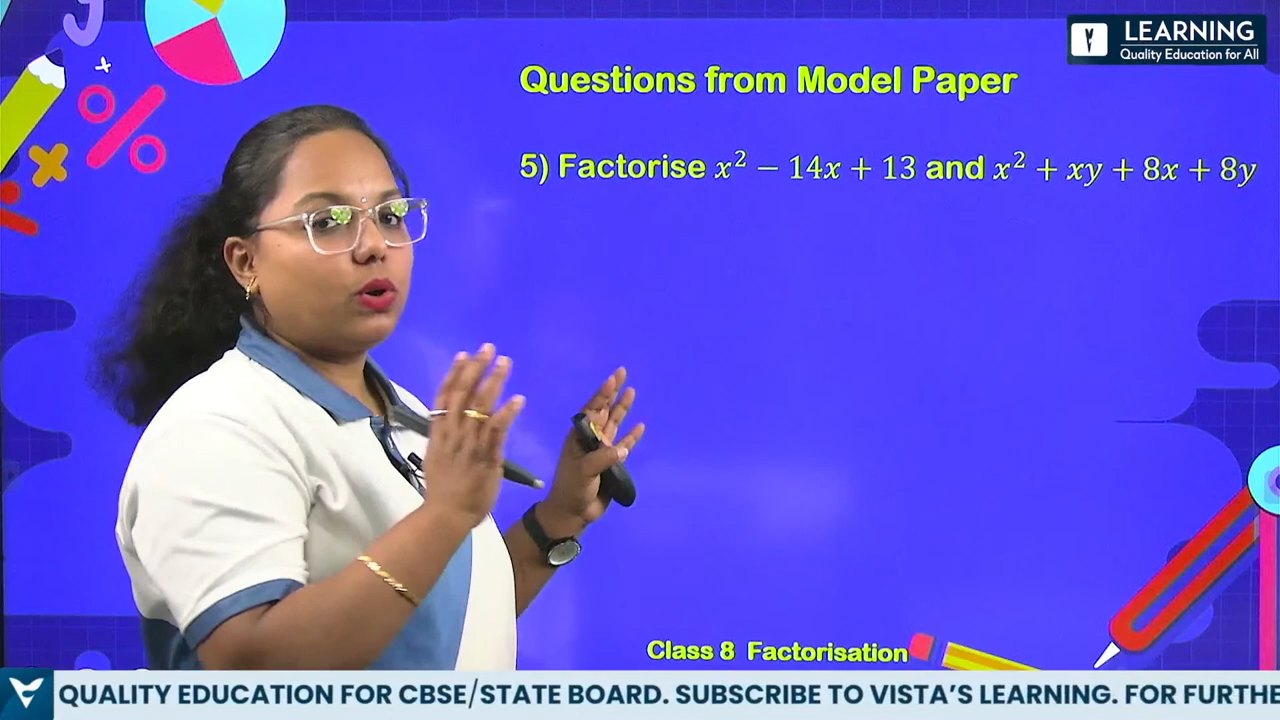 LEARNING
Quality Education for All
Questions from Model Paper
5) Factorise x² − 14x + 13 and x² + xy + 8x + 8y
Class 8 Factorisation
QUALITY EDUCATION FOR CBSE/STATE BOARD. SUBSCRIBE TO VISTA'S LEARNING. FOR FURTHE